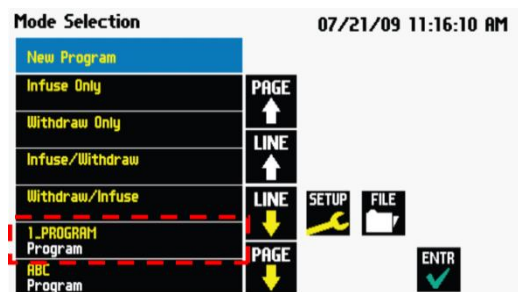 Mode Selection 07/21/09 11:16:10 AM
New Program
Infuse Only
Withdraw Only
Infuse/Withdraw
Withdraw/Infuse
1_PROGRAM
Program
ABC
Program
PAGE
LINE
LINE
PAGE
SETUP FILE
ENTR